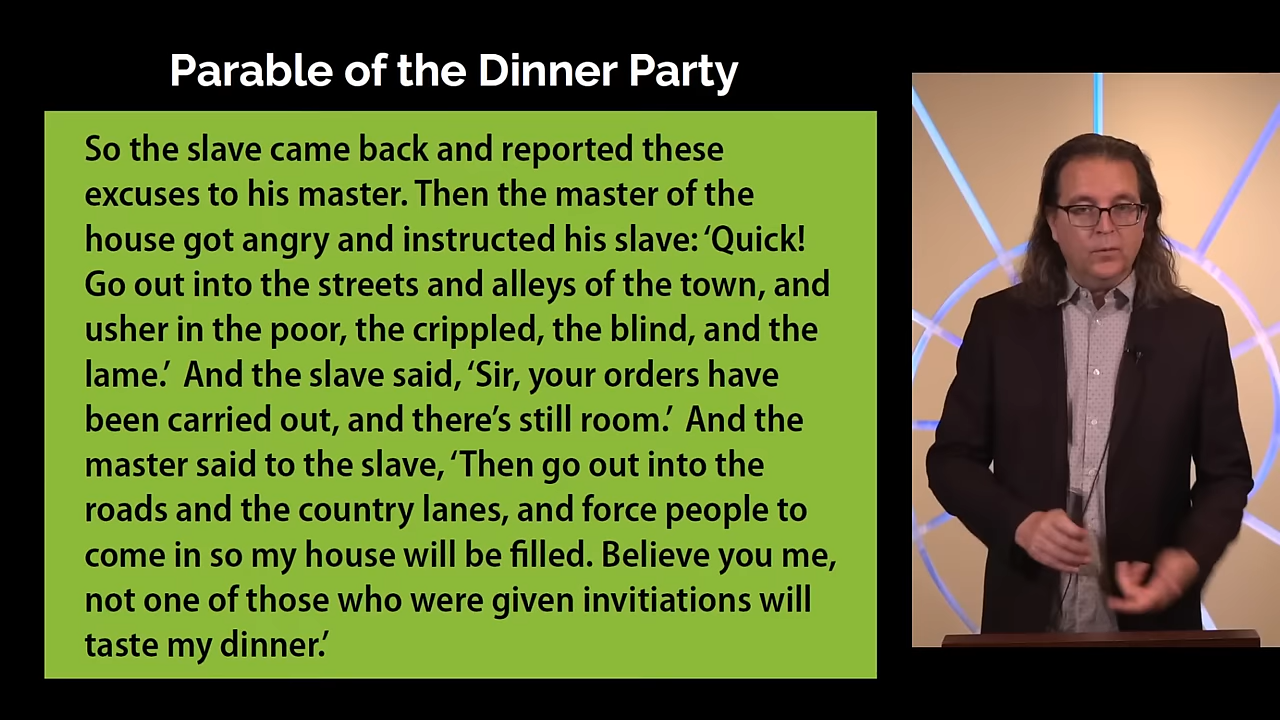 Parable of the Dinner Party
So the slave came back and reported these
excuses to his master. Then the master of the
house got angry and instructed his slave: ‘Quick!
Go out into the streets and alleys of the town, and
usher in the poor, the crippled, the blind, and the
lame.’  And the slave said, ‘Sir, your orders have
been carried out, and there’s still room.’  And the
master said to the slave, ‘Then go out into the
roads and the country lanes, and force people to
come in so my house will be filled. Believe you me,
not one of those who were given invitiations will
taste my dinner.’